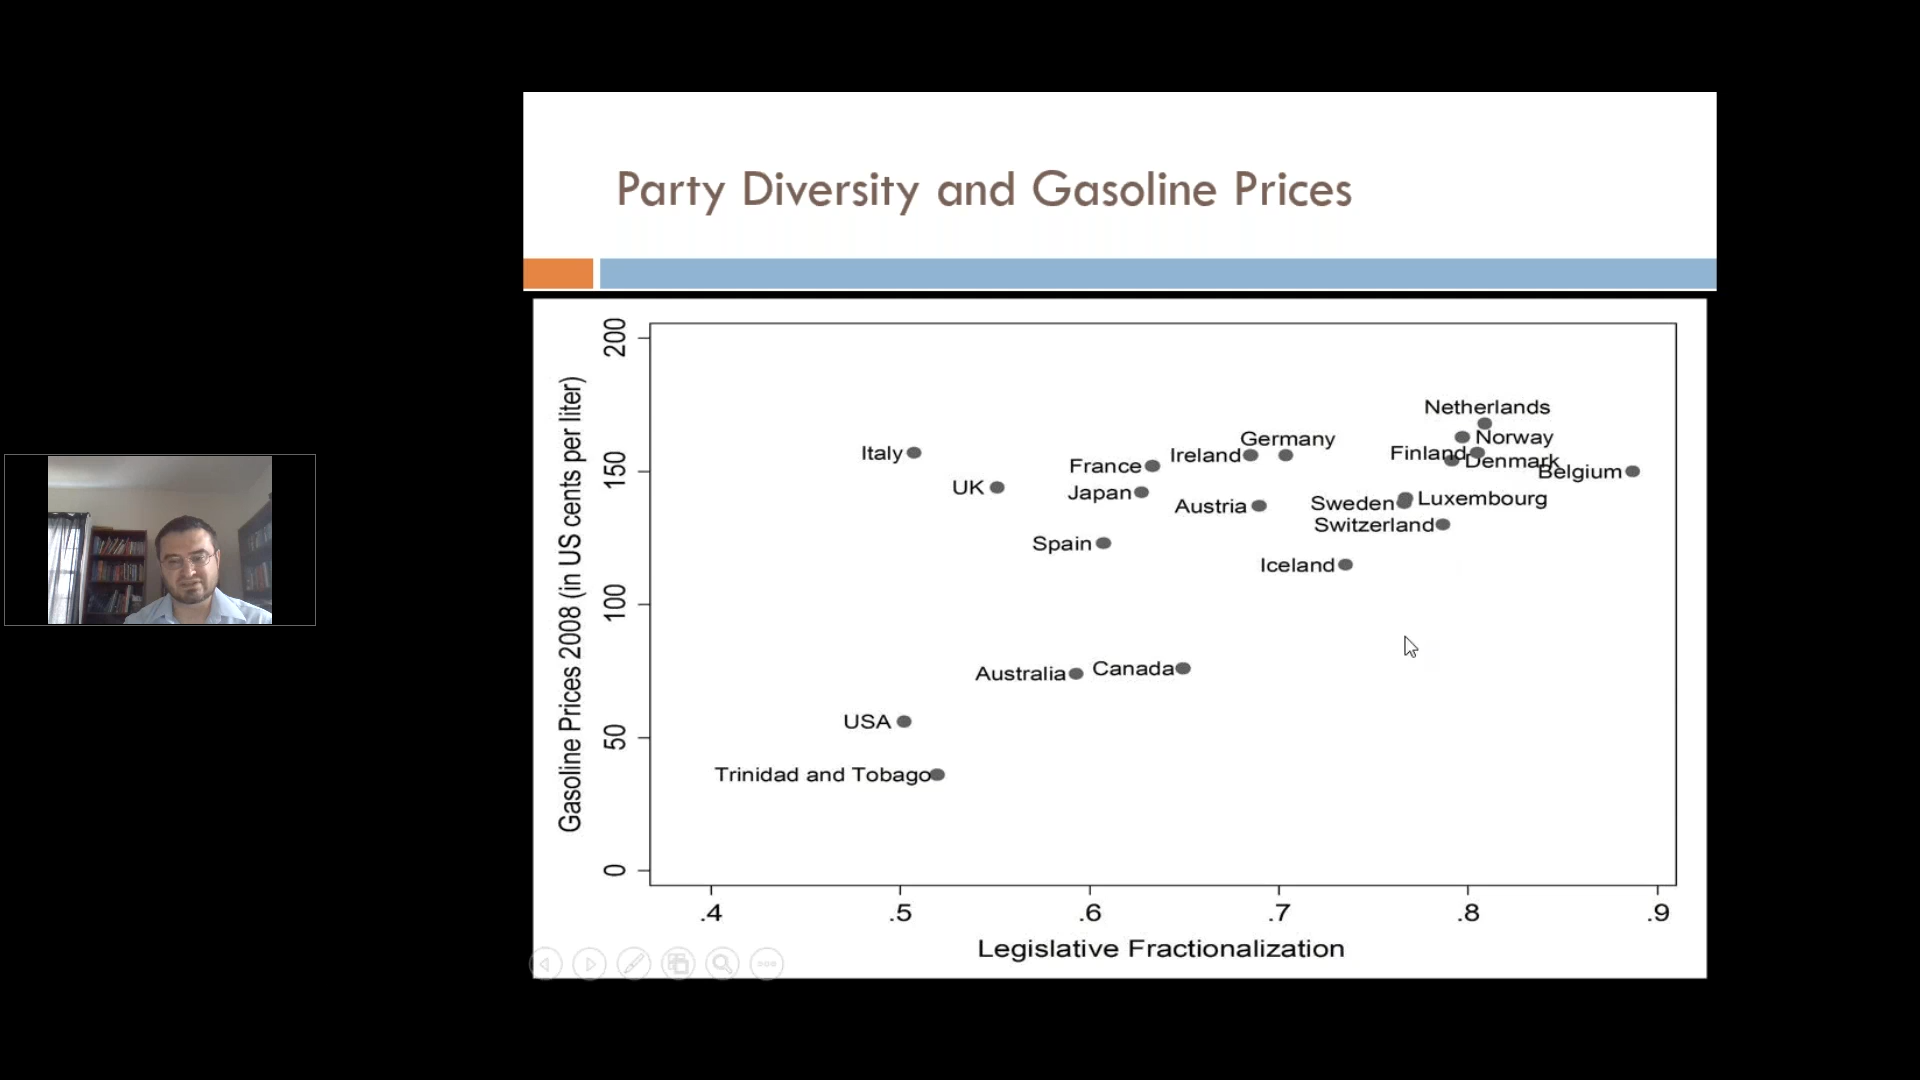 Party Diversity and Gasoline Prices
Gasoline Prices 2008 (in US cents per liter)
200
150
100
50
0
Netherlands
Norway
Germany
Italy
France
Ireland
Finland
Denmark
Belgium
UK
Japan
Austria
Sweden
Luxembourg
Switzerland
Spain
Iceland
Australia
Canada
USA
Trinidad and Tobago
.4 .5 .6 .7 .8 .9
Legislative Fractionalization